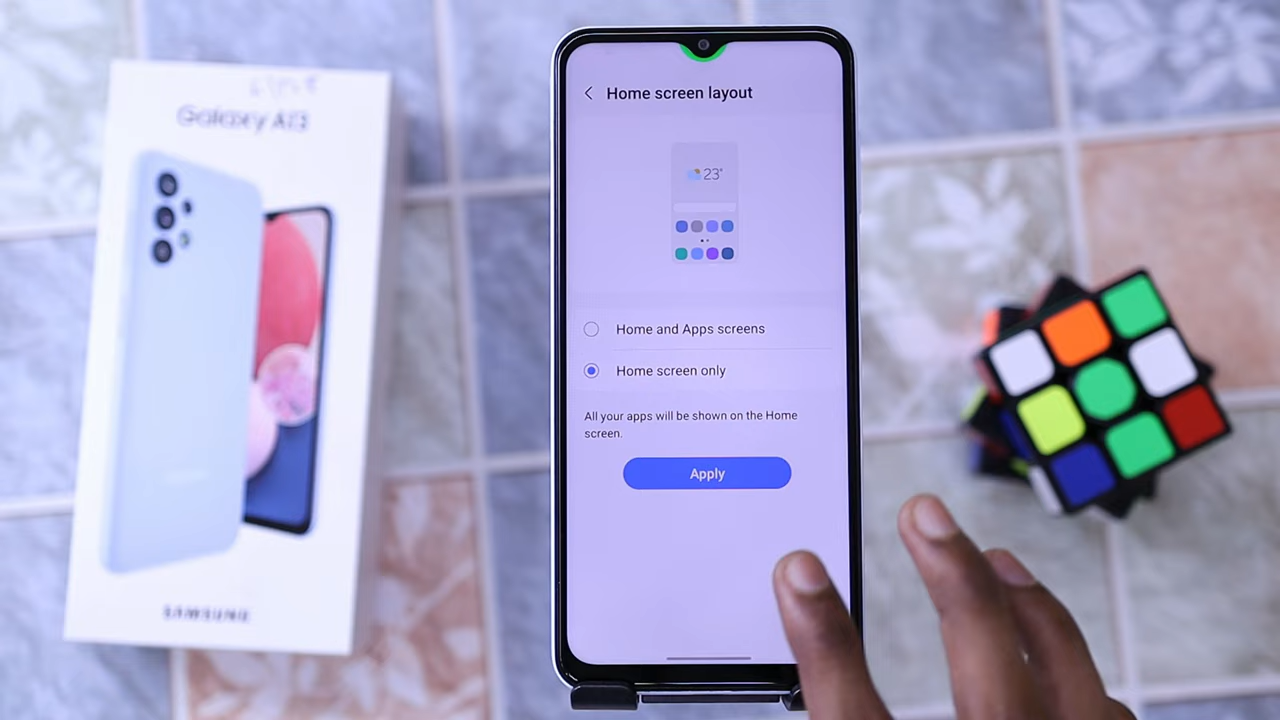 Galaxy A13
SAMSUNG
Home screen layout
23°
Home and Apps screens
Home screen only
All your apps will be shown on the Home
screen.
Apply